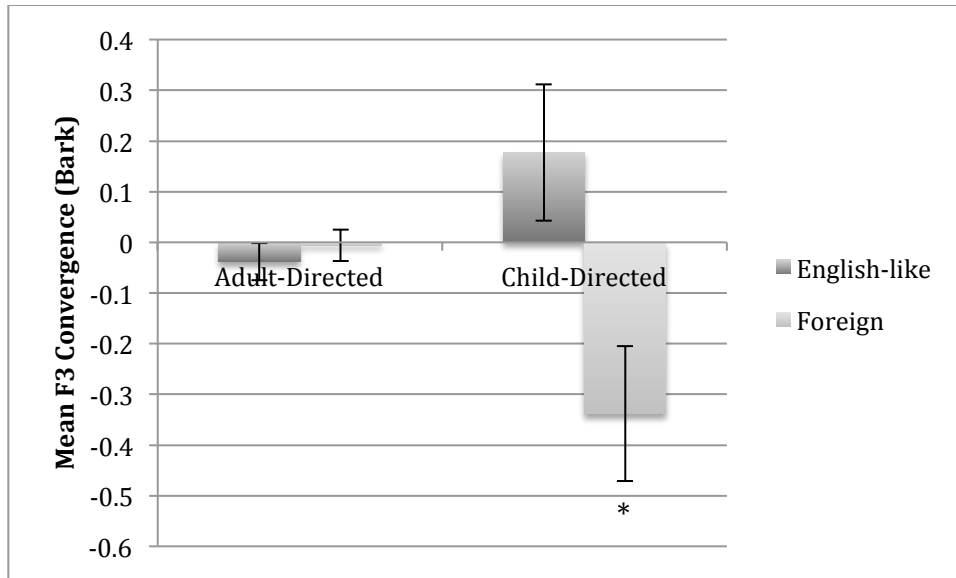 0.4
0.3
0.2
0.1
0
-0.1
-0.2
-0.3
-0.4
-0.5
-0.6
Mean F3 Convergence (Bark)
Adult-Directed
Child-Directed
*
English-like
Foreign